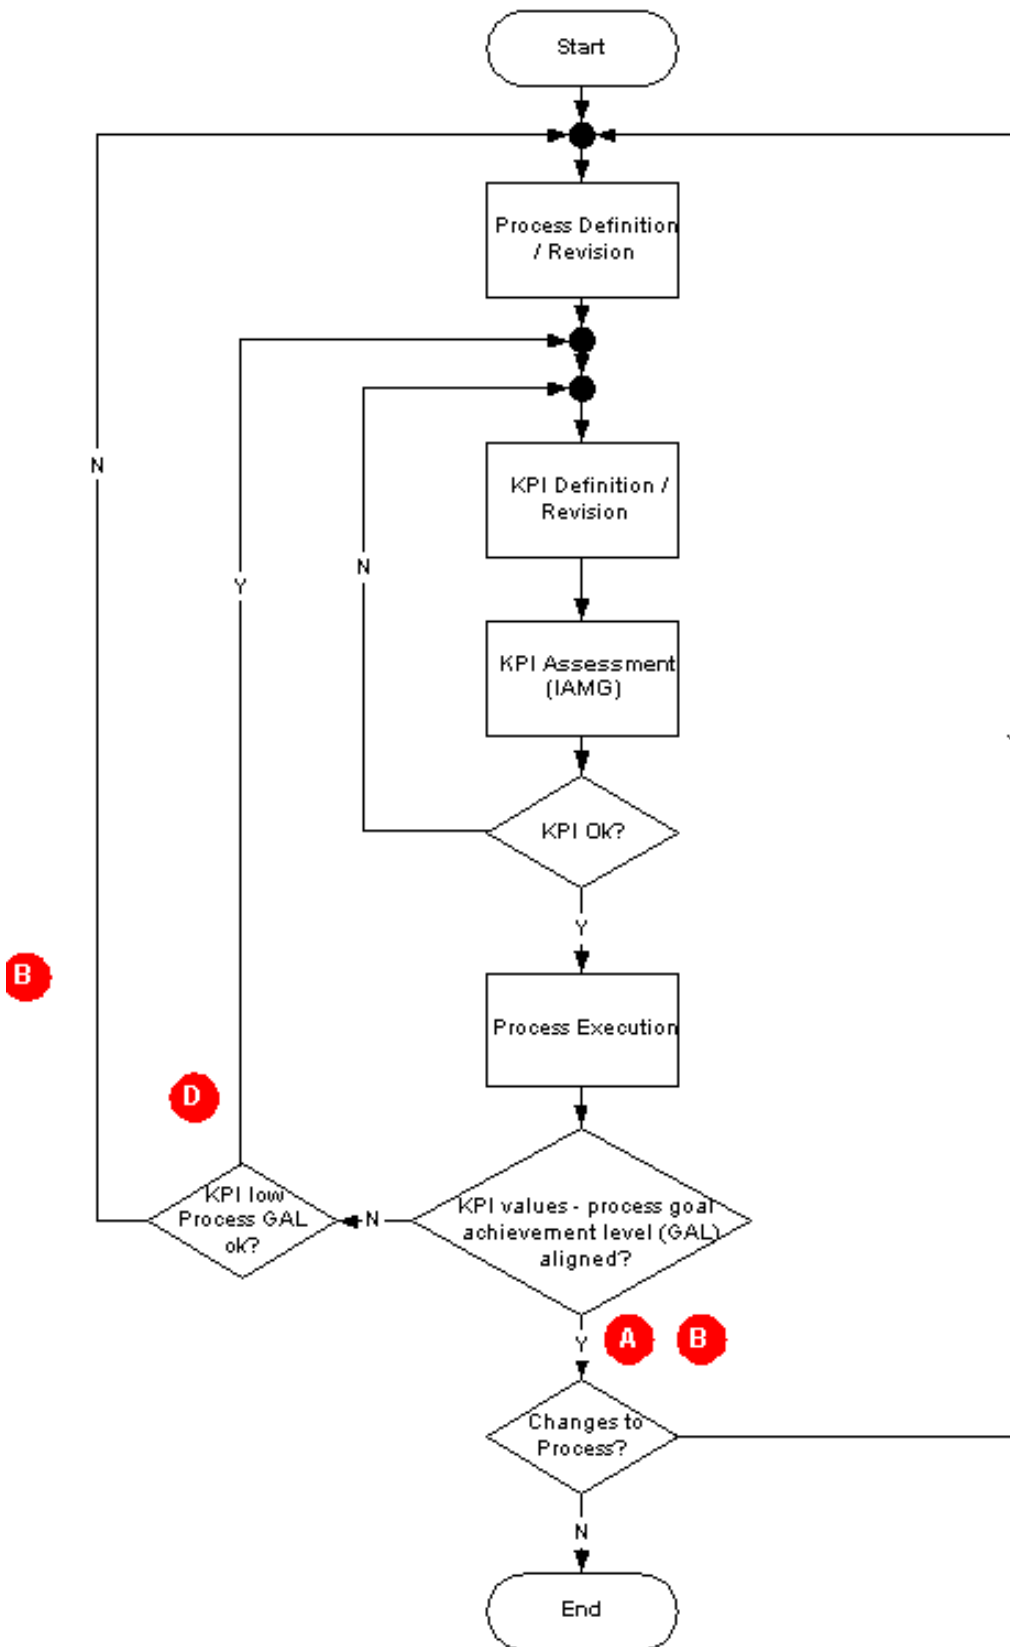 Start
Process Definition
/ Revision
N
KPI Definition /
Revision
Y
N
KPI Assessment
(IAMG)
KPI Ok?
Y
B
Process Execution
D
KPI low
Process GAL
ok?
N
KPI values - process goal
achievement level (GAL)
aligned?
Y
A
B
Changes to
Process?
N
End